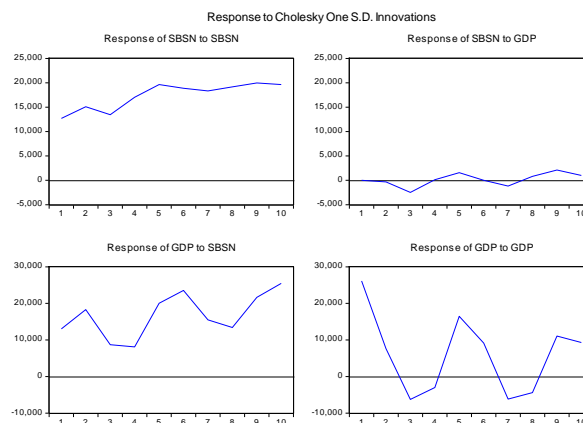 Response to Cholesky One S.D. Innovations
Response of SBSN to SBSN
25,000
20,000
15,000
10,000
5,000
0
-5,000
1 2 3 4 5 6 7 8 9 10
Response of SBSN to GDP
25,000
20,000
15,000
10,000
5,000
0
-5,000
1 2 3 4 5 6 7 8 9 10
Response of GDP to SBSN
30,000
20,000
10,000
0
-10,000
1 2 3 4 5 6 7 8 9 10
Response of GDP to GDP
30,000
20,000
10,000
0
-10,000
1 2 3 4 5 6 7 8 9 10